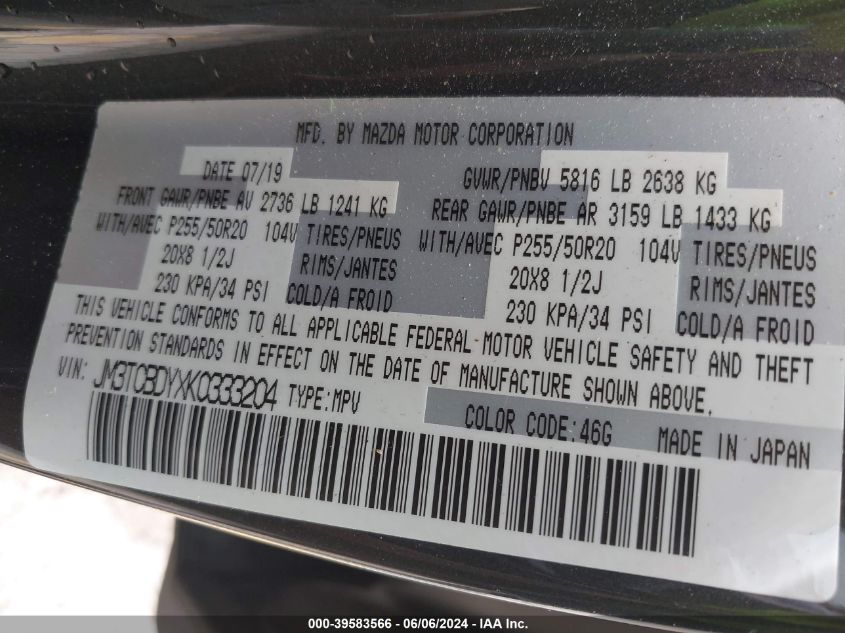 MFD. BY MAZDA MOTOR CORPORATION
DATE 07/19 GVWR/PNBV 5816 LB 2638 KG
FRONT GAWR/PNBE AV 2736 LB 1241 KG REAR GAWR/PNBE AR 3159 LB 1433 KG
WITH/AVEC P255/50R20 104V TIRES/PNEUS WITH/AVEC P255/50R20 104V TIRES/PNEUS
20X8 1/2J RIMS/JANTES 20X8 1/2J RIMS/JANTES
230 KPA/34 PSI COLD/A FROID 230 KPA/34 PSI COLD/A FROID
THIS VEHICLE CONFORMS TO ALL APPLICABLE FEDERAL MOTOR VEHICLE SAFETY AND THEFT
PREVENTION STANDARDS IN EFFECT ON THE DATE OF MANUFACTURE SHOWN ABOVE.
VIN: JM3TCBDYXK0333204 TYPE:MPV
COLOR CODE:46G MADE IN JAPAN
000-39583566 - 06/06/2024 - IAA Inc.